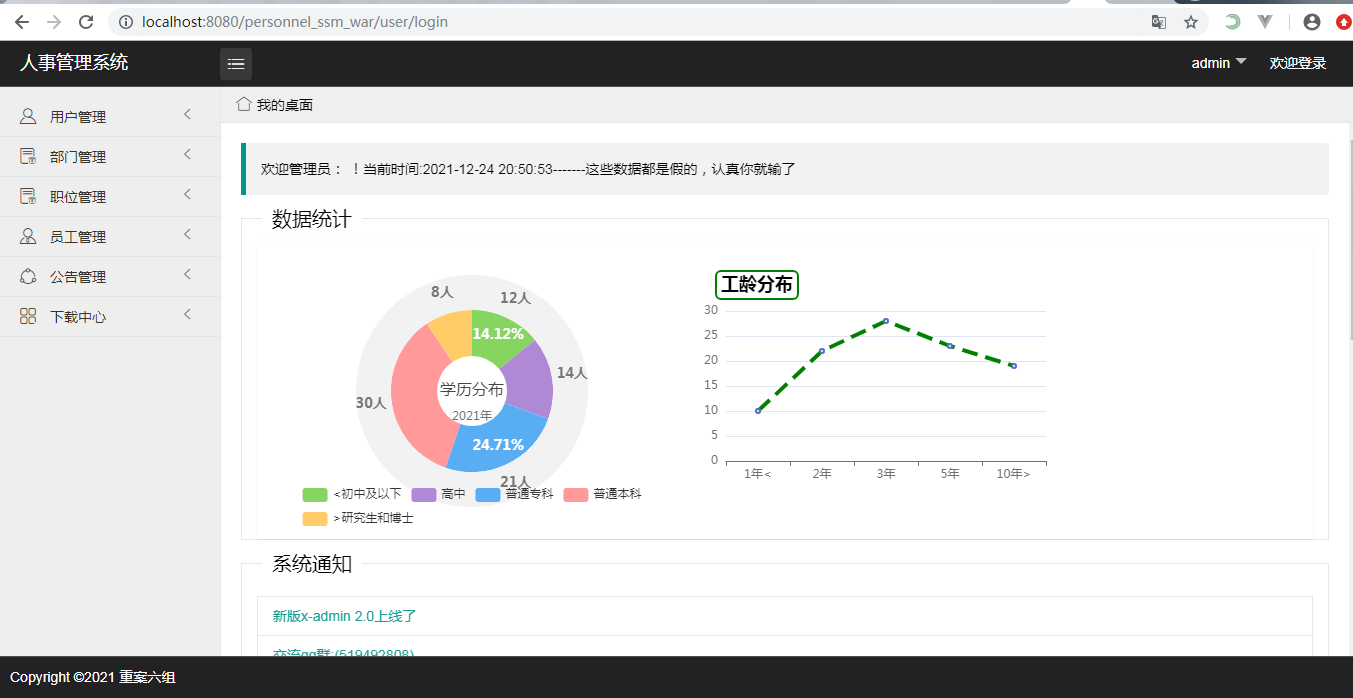 localhost:8080/personnel_ssm_war/user/login
人事管理系统
admin 欢迎登录
用户管理
部门管理
职位管理
员工管理
公告管理
下载中心
我的桌面
欢迎管理员： ！当前时间:2021-12-24 20:50:53-------这些数据都是假的，认真你就输了
数据统计
8人
12人
14.12%
14人
学历分布
2021年
30人
24.71%
21人
<初中及以下 高中 普通专科 普通本科
>研究生和博士
工龄分布
30
25
20
15
10
5
0
1年< 2年 3年 5年 10年>
系统通知
新版x-admin 2.0上线了
交流qq群:(519492808)
Copyright ©2021 重案六组